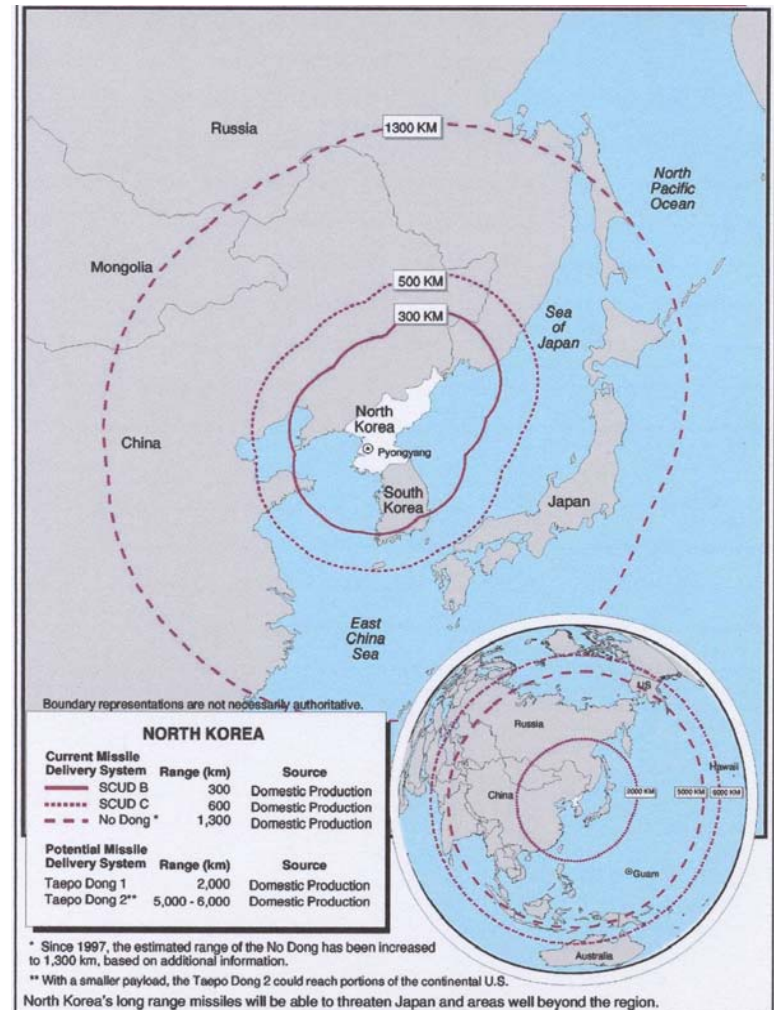 Russia
1300 KM
North
Pacific
Ocean
Mongolia
500 KM
300 KM
Sea
of
Japan
North
Korea
China
Pyongyang
South
Korea
Japan
East
China
Sea
Boundary representations are not necessarily authoritative.
NORTH KOREA
Current Missile
Delivery System Range (km) Source
SCUD B 300 Domestic Production
SCUD C 600 Domestic Production
No Dong * 1,300 Domestic Production
Potential Missile
Delivery System Range (km) Source
Taepo Dong 1 2,000 Domestic Production
Taepo Dong 2** 5,000 - 6,000 Domestic Production
US
Russia
Hawaii
China
2000 KM 5000 KM 6000 KM
Guam
Australia
* Since 1997, the estimated range of the No Dong has been increased
to 1,300 km, based on additional information.
** With a smaller payload, the Taepo Dong 2 could reach portions of the continental U.S.
North Korea's long range missiles will be able to threaten Japan and areas well beyond the region.